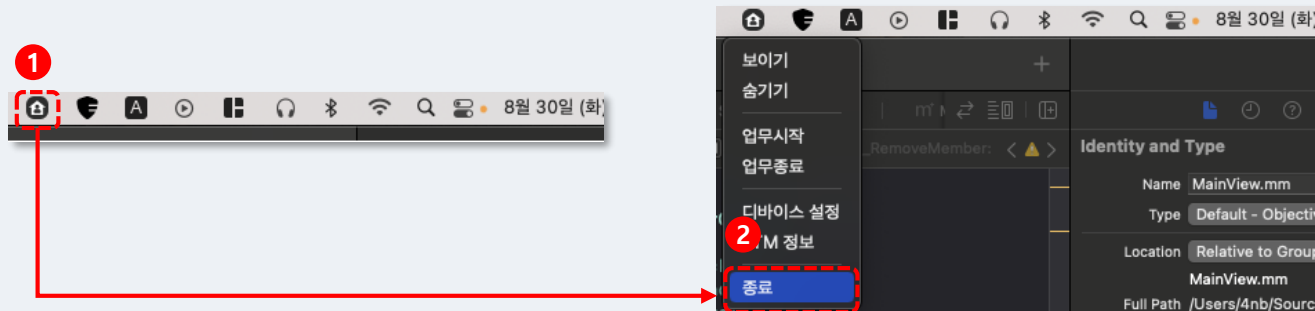 1
A
8월 30일 (화)
A
8월 30일 (화)
보이기
숨기기
업무시작
_RemoveMember:
Identity and Type
업무종료
Name MainView.mm
디바이스 설정
Type Default - Objecti
2
TM 정보
Location Relative to Group
종료
MainView.mm
Full Path /Users/4nb/Sourc